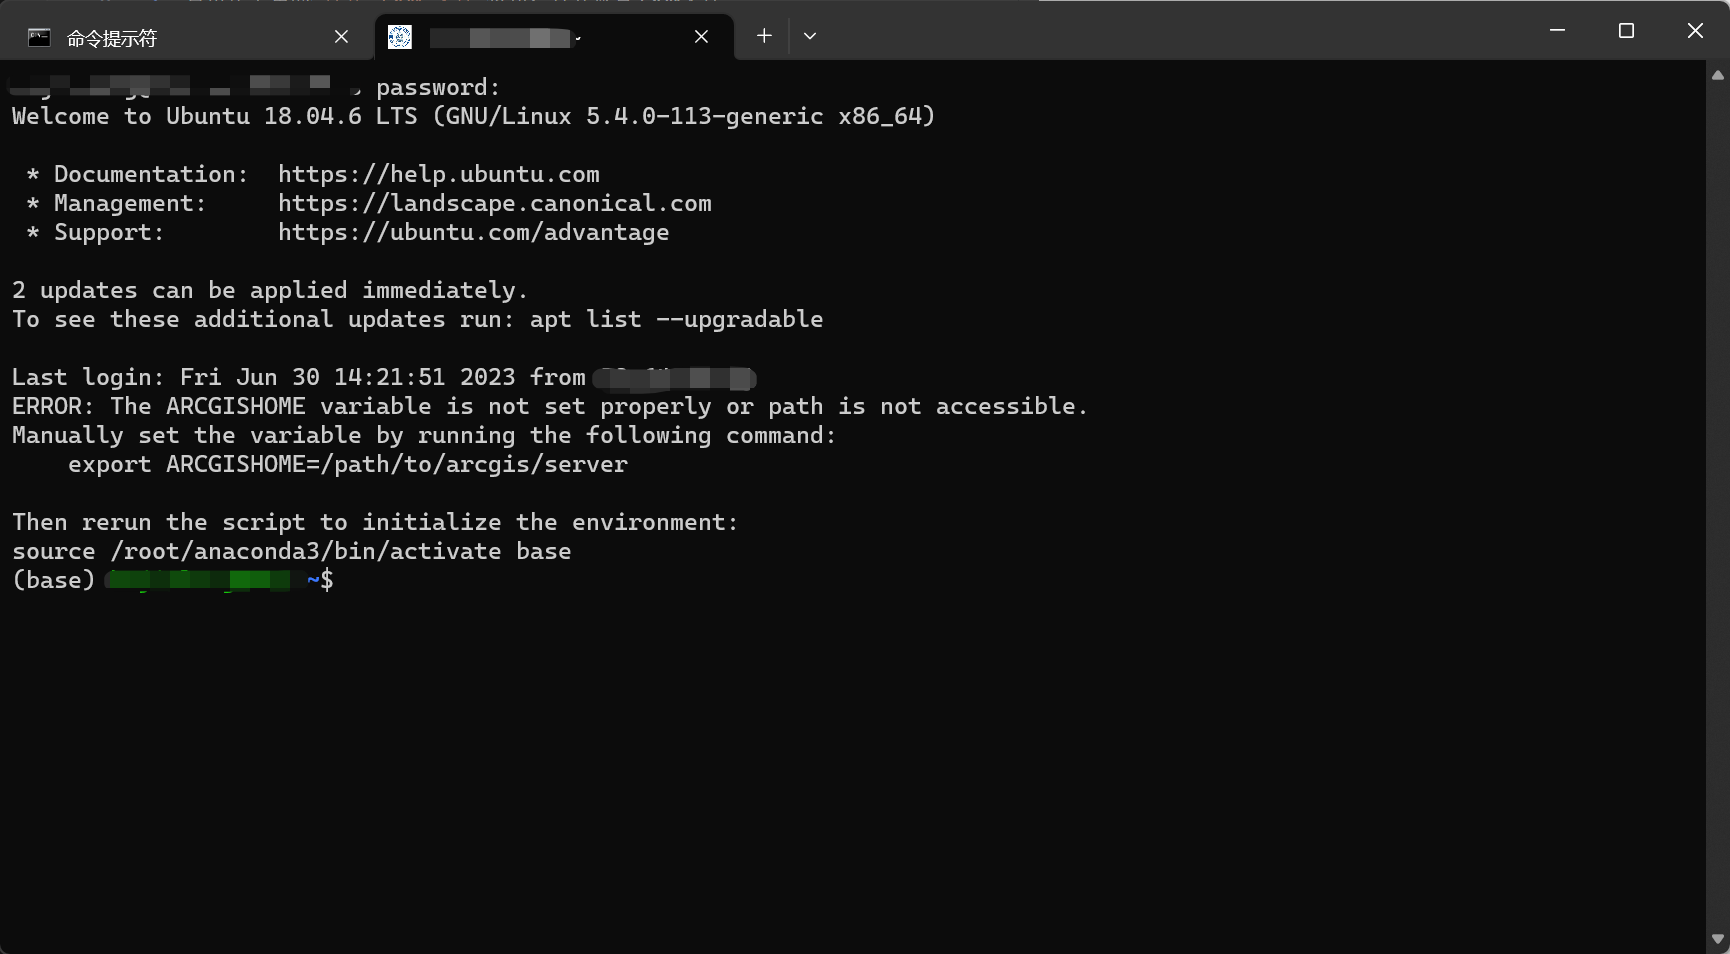 命令提示符
password:
Welcome to Ubuntu 18.04.6 LTS (GNU/Linux 5.4.0-113-generic x86_64)
* Documentation:  https://help.ubuntu.com
* Management:     https://landscape.canonical.com
* Support:        https://ubuntu.com/advantage
2 updates can be applied immediately.
To see these additional updates run: apt list --upgradable
Last login: Fri Jun 30 14:21:51 2023 from
ERROR: The ARCGISHOME variable is not set properly or path is not accessible.
Manually set the variable by running the following command:
    export ARCGISHOME=/path/to/arcgis/server
Then rerun the script to initialize the environment:
source /root/anaconda3/bin/activate base
(base) ~$